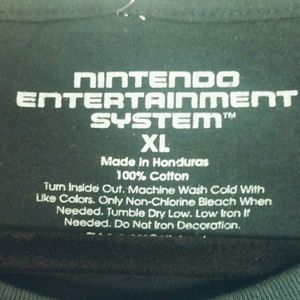 NINTENDO
ENTERTAINMENT
SYSTEM™
XL
Made in Honduras
100% Cotton
Turn Inside Out. Machine Wash Cold With
Like Colors. Only Non-Chlorine Bleach When
Needed. Tumble Dry Low. Low Iron If
Needed. Do Not Iron Decoration.